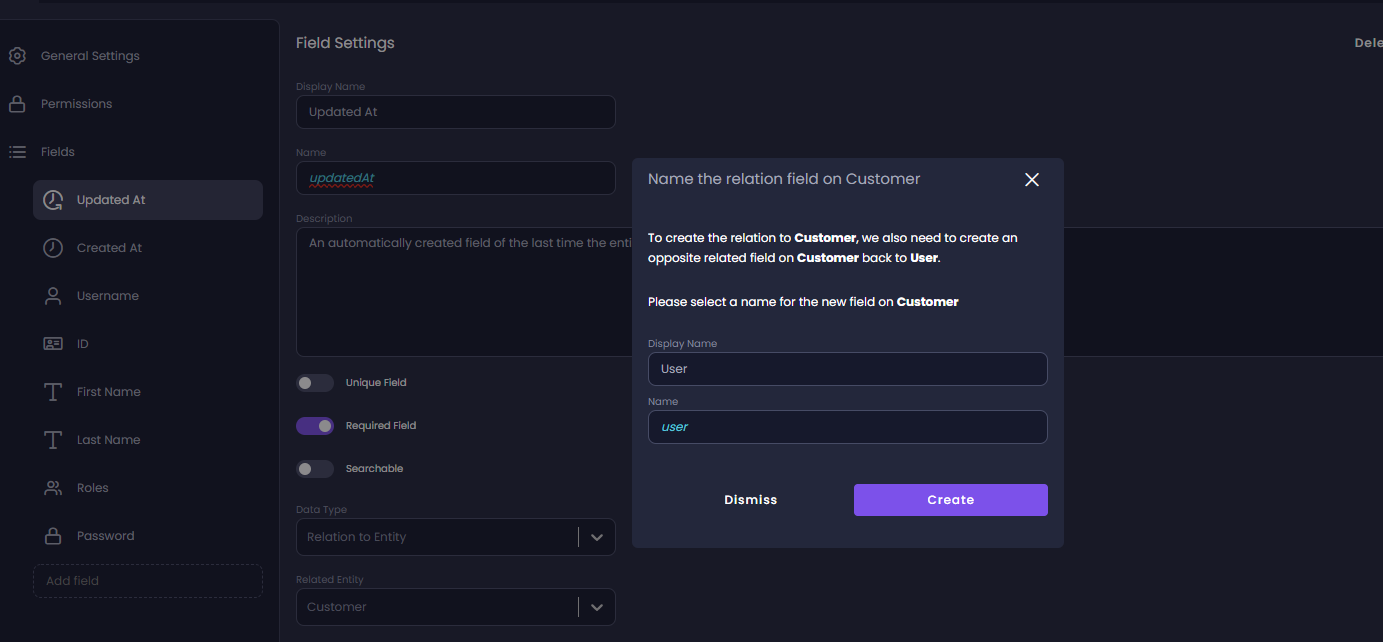 General Settings
Permissions
Fields
Updated At
Created At
Username
ID
First Name
Last Name
Roles
Password
Add field
Field Settings
Dele
Display Name
Updated At
Name
updatedAt
Description
An automatically created field of the last time the enti
Unique Field
Required Field
Searchable
Data Type
Relation to Entity
Related Entity
Customer
Name the relation field on Customer
To create the relation to Customer, we also need to create an
opposite related field on Customer back to User.
Please select a name for the new field on Customer
Display Name
User
Name
user
Dismiss
Create